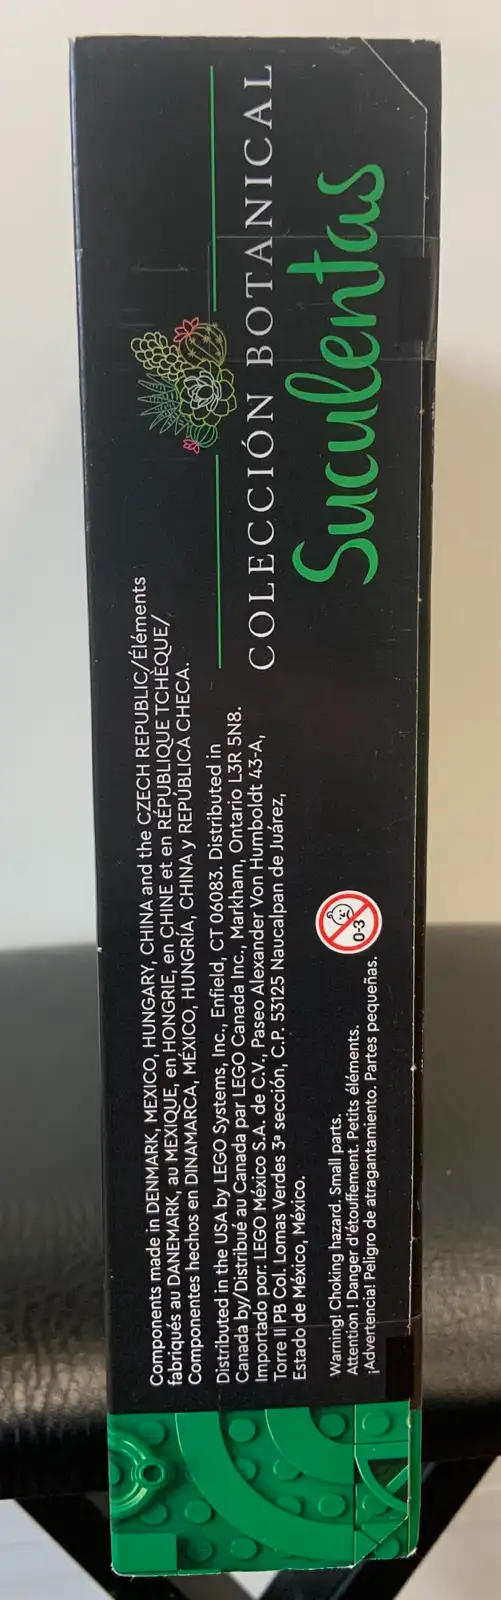 COLECCIÓN BOTANICAL
Suculentas
Components made in DENMARK, MEXICO, HUNGARY, CHINA and the CZECH REPUBLIC/Éléments
fabriqués au DANEMARK, au MEXIQUE, en HONGRIE, en CHINE et en RÉPUBLIQUE TCHÈQUE/
Componentes hechos en DINAMARCA, MÉXICO, HUNGRÍA, CHINA y REPÚBLICA CHECA.
Distributed in the USA by LEGO Systems, Inc., Enfield, CT 06083. Distributed in
Canada by/Distribué au Canada par LEGO Canada Inc., Markham, Ontario L3R 5N8.
Importado por: LEGO México S.A. de C.V., Paseo Alexander Von Humboldt 43-A,
Torre II PB Col. Lomas Verdes 3ª sección, C.P. 53125 Naucalpan de Juárez,
Estado de México, México.
0-3
Warning! Choking hazard. Small parts.
Attention ! Danger d'étouffement. Petits éléments.
¡Advertencia! Peligro de atragantamiento. Partes pequeñas.